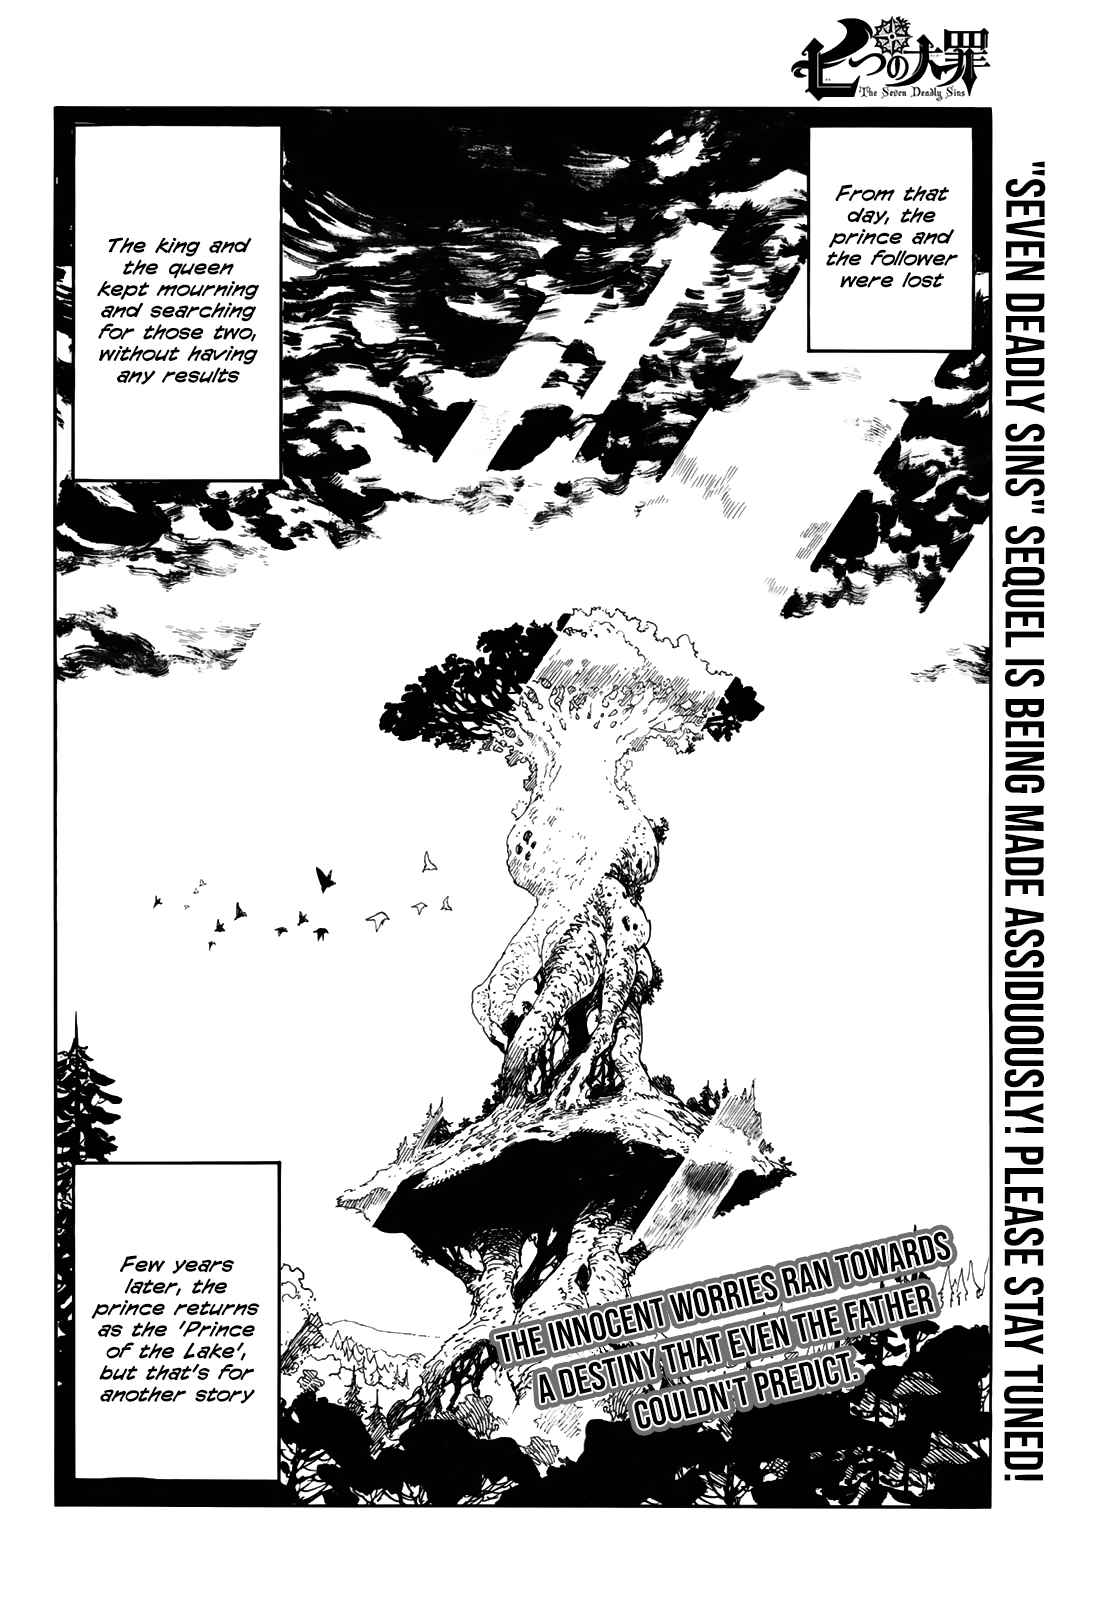 七つの大罪
The Seven Deadly Sins
From that
day, the
prince and
the follower
were lost
The king and
the queen
kept mourning
and searching
for those two,
without having
any results
Few years
later, the
prince returns
as the 'Prince
of the Lake',
but that's for
another story
THE INNOCENT WORRIES RAN TOWARDS
A DESTINY THAT EVEN THE FATHER
COULDN'T PREDICT.
"SEVEN DEADLY SINS" SEQUEL IS BEING MADE ASSIDUOUSLY! PLEASE STAY TUNED!